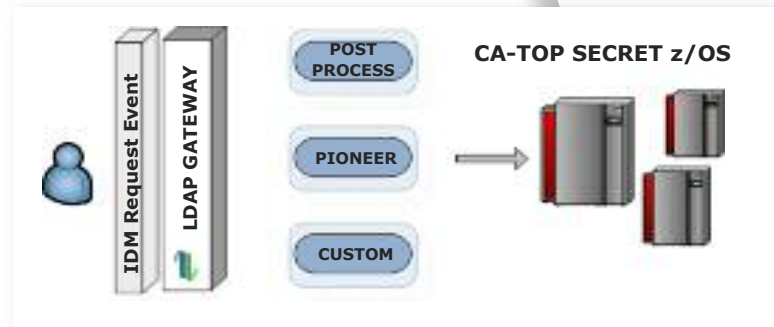 IDM Request Event
LDAP GATEWAY
POST
PROCESS
PIONEER
CUSTOM
CA-TOP SECRET z/OS